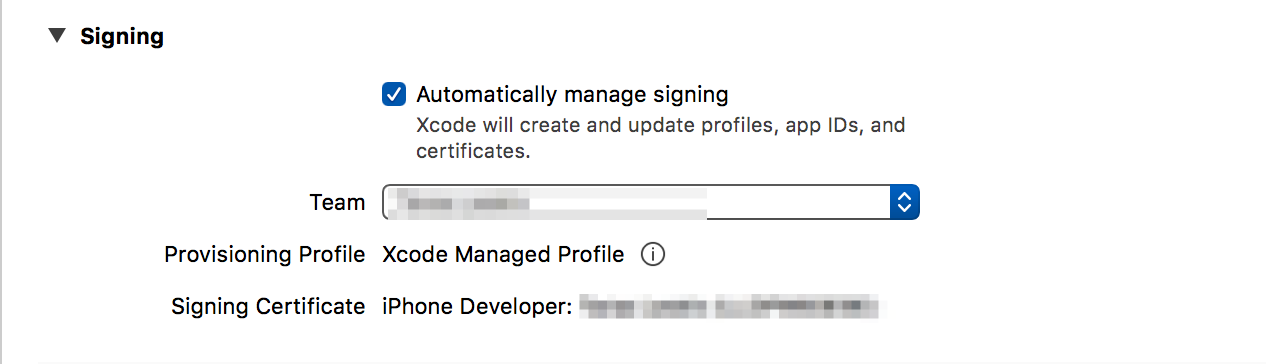 Signing
Automatically manage signing
Xcode will create and update profiles, app IDs, and
certificates.
Team
Provisioning Profile Xcode Managed Profile
Signing Certificate iPhone Developer: